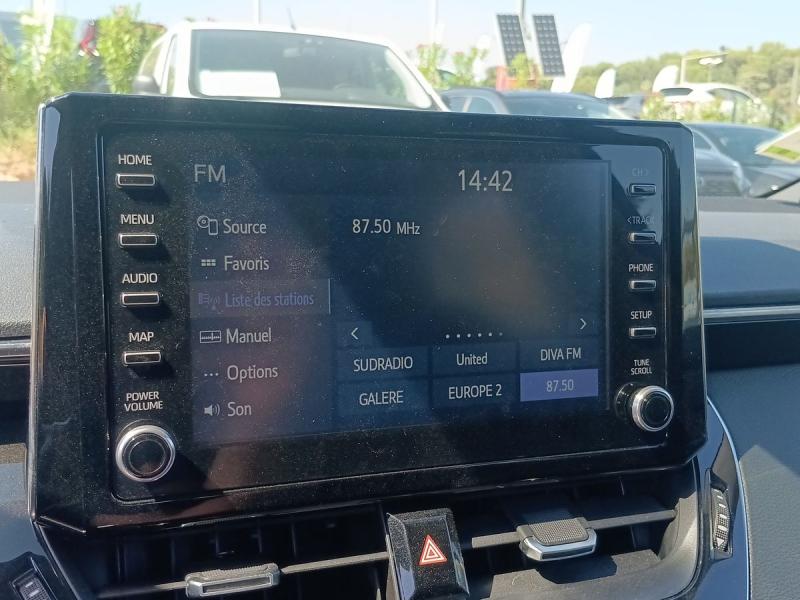 HOME
MENU
AUDIO
MAP
POWER
VOLUME
FM
14:42
Source
87.50 MHz
Favoris
Liste des stations
Manuel
Options
Son
SUDRADIO
United
DIVA FM
GALERE
EUROPE 2
87.50
CH >
< TRACK
PHONE
SETUP
TUNE
SCROLL